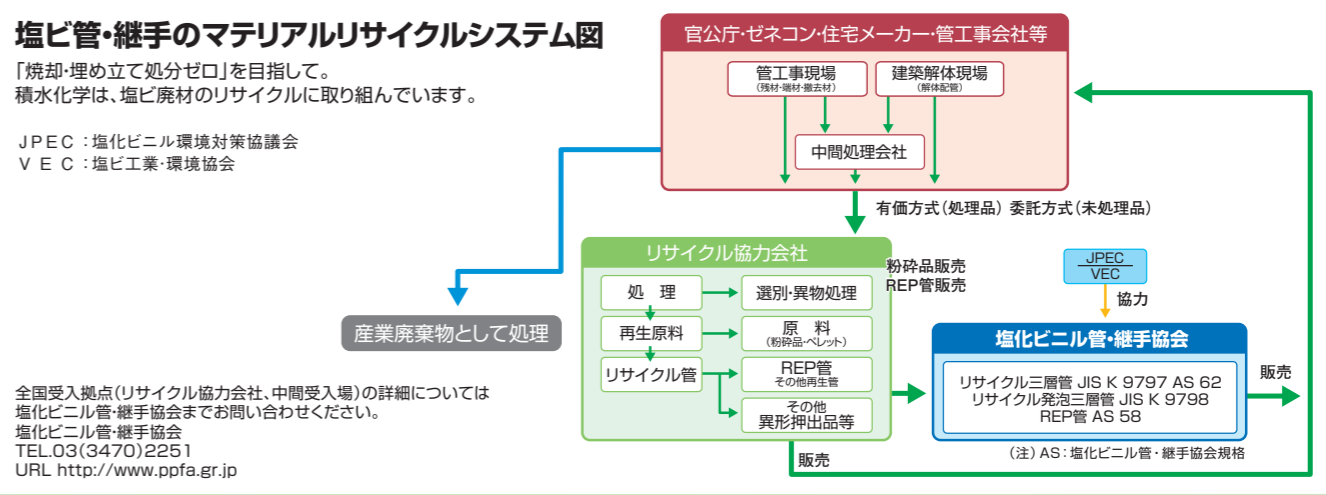 塩ビ管・継手のマテリアルリサイクルシステム図
「焼却・埋め立て処分ゼロ」を目指して。
積水化学は、塩ビ廃材のリサイクルに取り組んでいます。
JPEC：塩化ビニル環境対策協議会
VEC：塩ビ工業・環境協会
官公庁・ゼネコン・住宅メーカー・管工事会社等
管工事現場
（残材・端材・撤去材）
建築解体現場
（解体配管）
中間処理会社
有価方式（処理品） 委託方式（未処理品）
リサイクル協力会社
処　理
選別・異物処理
再生原料
原　料
（粉砕品・ペレット）
リサイクル管
REP管
その他再生管
その他
異形押出品等
粉砕品販売
REP管販売
JPEC
VEC
協力
塩化ビニル管・継手協会
リサイクル三層管 JIS K 9797 AS 62
リサイクル発泡三層管 JIS K 9798
REP管 AS 58
（注）AS：塩化ビニル管・継手協会規格
販売
販売
産業廃棄物として処理
全国受入拠点（リサイクル協力会社、中間受入場）の詳細については
塩化ビニル管・継手協会までお問い合わせください。
塩化ビニル管・継手協会
TEL.03(3470)2251
URL http://www.ppfa.gr.jp